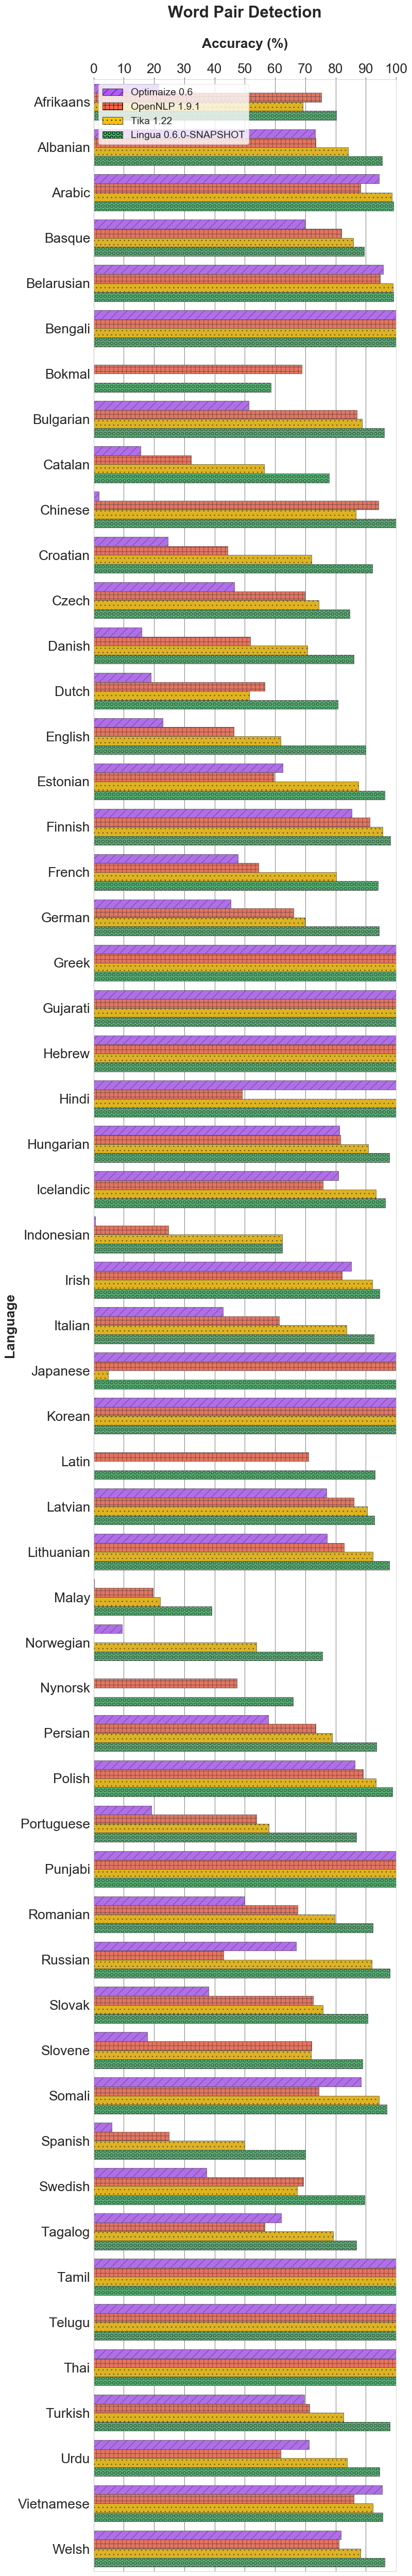 Word Pair Detection
Accuracy (%)
0 10 20 30 40 50 60 70 80 90 100
Optimaize 0.6
OpenNLP 1.9.1
Tika 1.22
Lingua 0.6.0-SNAPSHOT
Afrikaans
Albanian
Arabic
Basque
Belarusian
Bengali
Bokmal
Bulgarian
Catalan
Chinese
Croatian
Czech
Danish
Dutch
English
Estonian
Finnish
French
German
Greek
Gujarati
Hebrew
Hindi
Hungarian
Icelandic
Indonesian
Irish
Italian
Language
Japanese
Korean
Latin
Latvian
Lithuanian
Malay
Norwegian
Nynorsk
Persian
Polish
Portuguese
Punjabi
Romanian
Russian
Slovak
Slovene
Somali
Spanish
Swedish
Tagalog
Tamil
Telugu
Thai
Turkish
Urdu
Vietnamese
Welsh